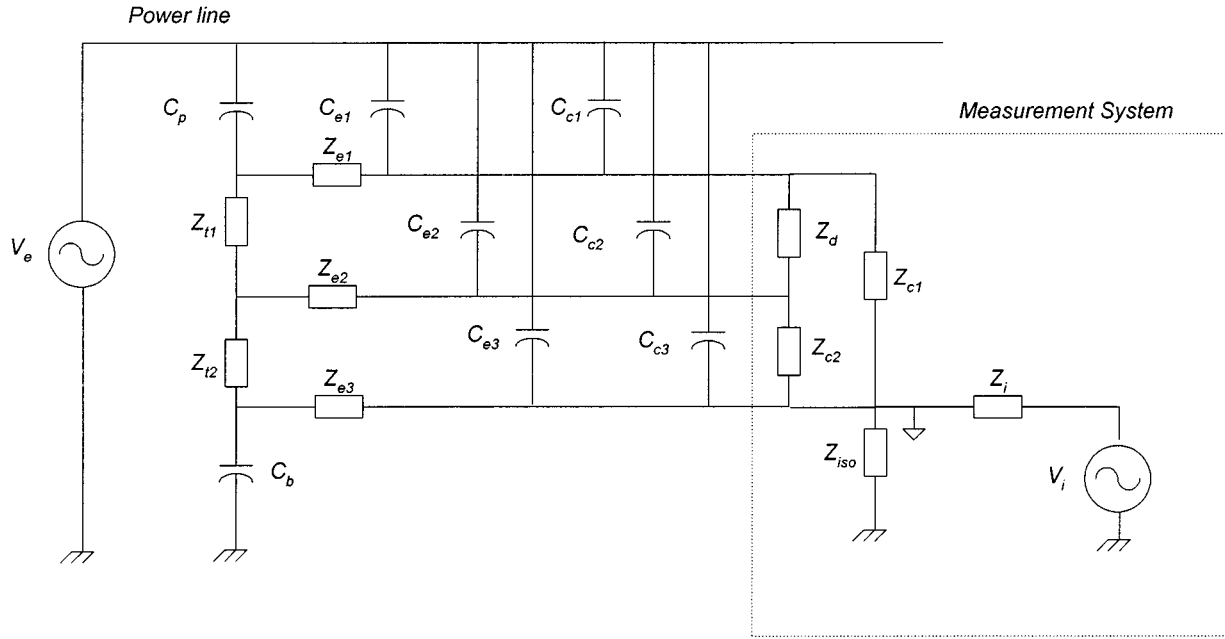 Power line
C_p
C_e1
C_c1
Measurement System
Z_e1
Z_t1
C_e2
C_c2
Z_d
V_e
Z_e2
Z_c1
C_e3
C_c3
Z_t2
Z_c2
Z_e3
Z_i
C_b
Z_iso
V_i